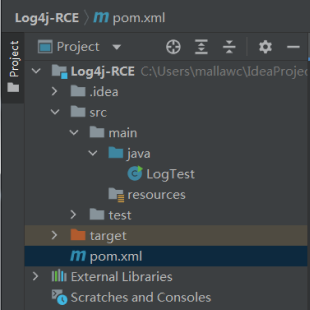 Log4j-RCE 〉 m pom.xml
Project
Project
Log4j-RCE C:\Users\mallawc\IdeaProjec
.idea
src
main
java
LogTest
resources
test
target
m pom.xml
External Libraries
Scratches and Consoles